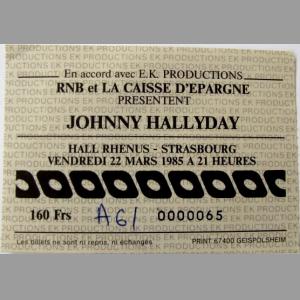 EK PRODUCTIONS EK PRODUCTIONS EK PRODUCTIONS
En accord avec E.K. PRODUCTIONS
RNB et LA CAISSE D'EPARGNE
PRESENTENT
JOHNNY HALLYDAY
HALL RHENUS - STRASBOURG
VENDREDI 22 MARS 1985 A 21 HEURES
160 Frs A61 0000065
Les billets ne sont ni repris, ni échangés PRINT 67400 GEISPOLSHEIM